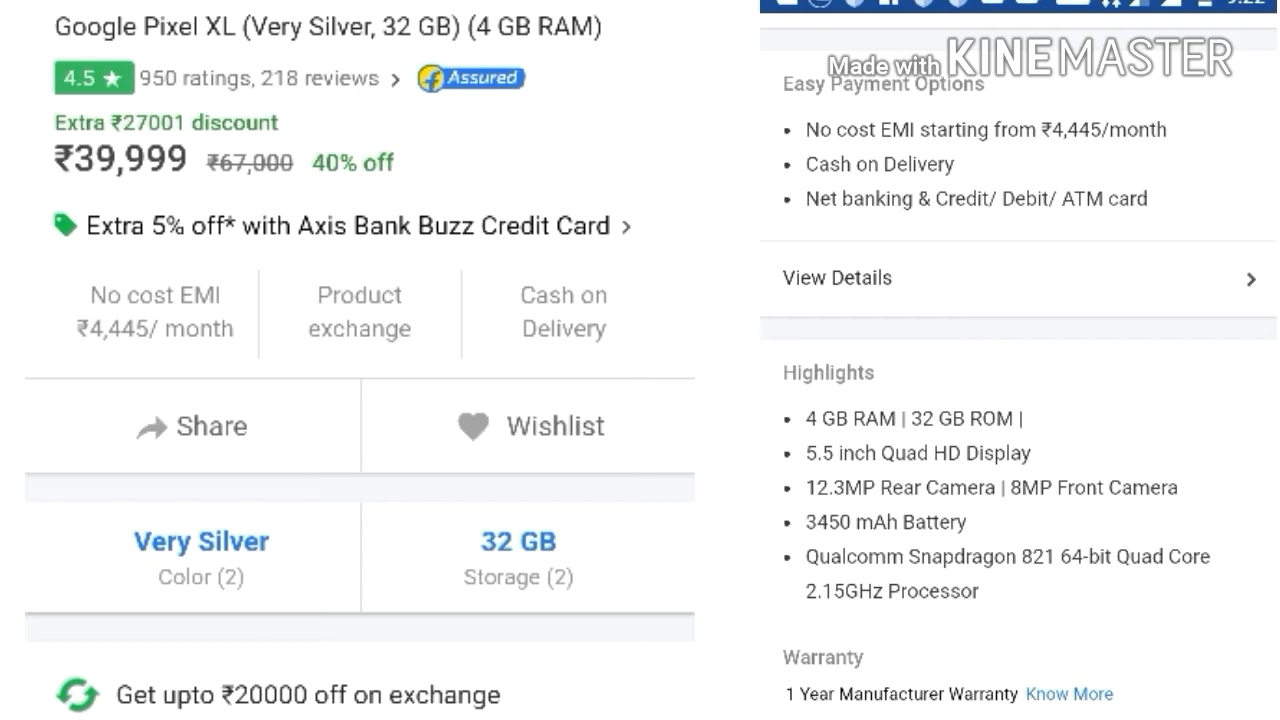 Google Pixel XL (Very Silver, 32 GB) (4 GB RAM)
4.5 ★ 950 ratings, 218 reviews > Assured
Extra ₹27001 discount
₹39,999 ₹67,000 40% off
Extra 5% off* with Axis Bank Buzz Credit Card >
No cost EMI
₹4,445/ month
Product
exchange
Cash on
Delivery
Share
Wishlist
Very Silver
Color (2)
32 GB
Storage (2)
Get upto ₹20000 off on exchange
Made with KINEMASTER
Easy Payment Options
• No cost EMI starting from ₹4,445/month
• Cash on Delivery
• Net banking & Credit/ Debit/ ATM card
View Details >
Highlights
• 4 GB RAM | 32 GB ROM |
• 5.5 inch Quad HD Display
• 12.3MP Rear Camera | 8MP Front Camera
• 3450 mAh Battery
• Qualcomm Snapdragon 821 64-bit Quad Core
2.15GHz Processor
Warranty
1 Year Manufacturer Warranty Know More